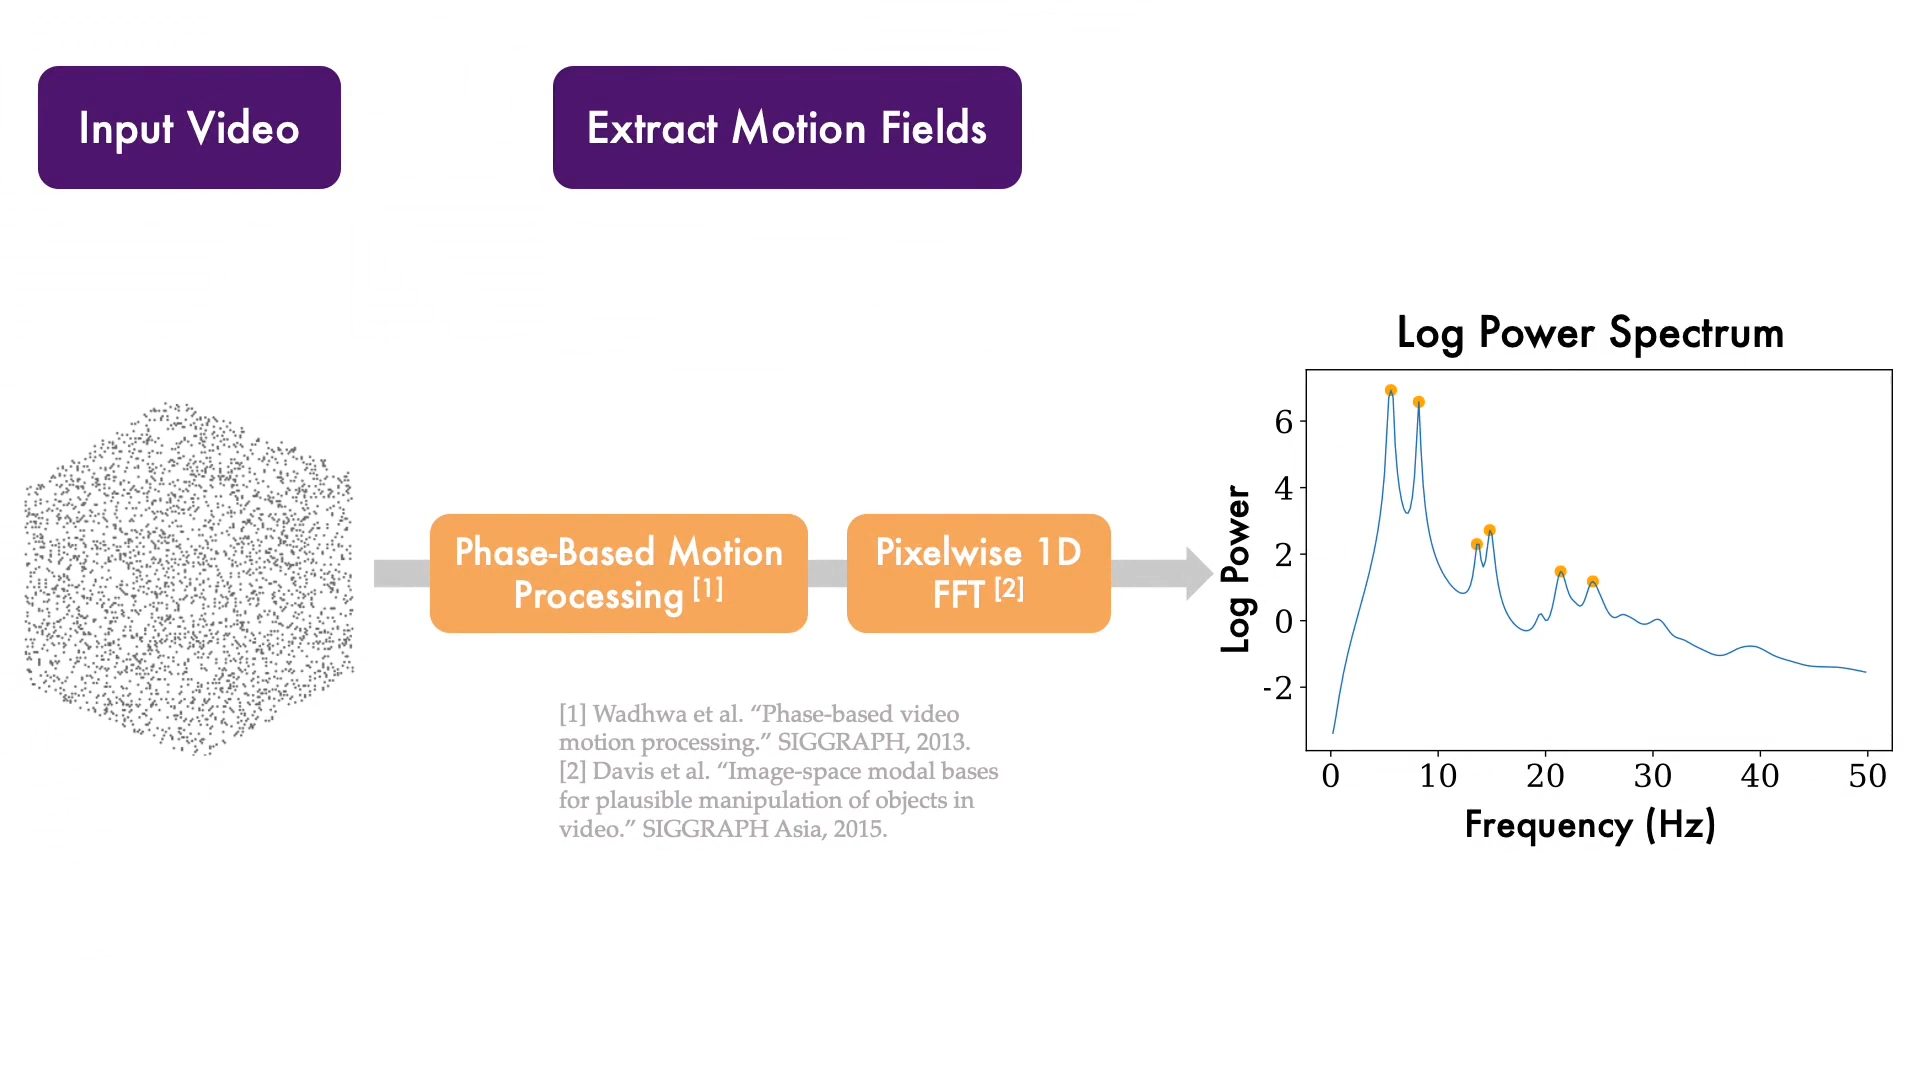 Input Video
Extract Motion Fields
Phase-Based Motion
Processing [1]
Pixelwise 1D
FFT [2]
[1] Wadhwa et al. “Phase-based video
motion processing.” SIGGRAPH, 2013.
[2] Davis et al. “Image-space modal bases
for plausible manipulation of objects in
video.” SIGGRAPH Asia, 2015.
Log Power Spectrum
Log Power
6
4
2
0
-2
0 10 20 30 40 50
Frequency (Hz)